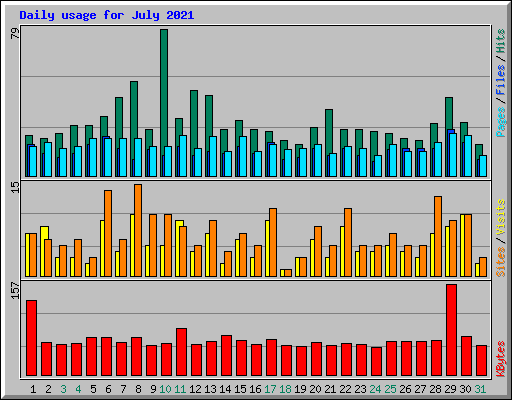 Daily usage for July 2021
79
Pages / Files / Hits
15
Sites / Visits
157
KBytes
1 2 3 4 5 6 7 8 9 10 11 12 13 14 15 16 17 18 19 20 21 22 23 24 25 26 27 28 29 30 31